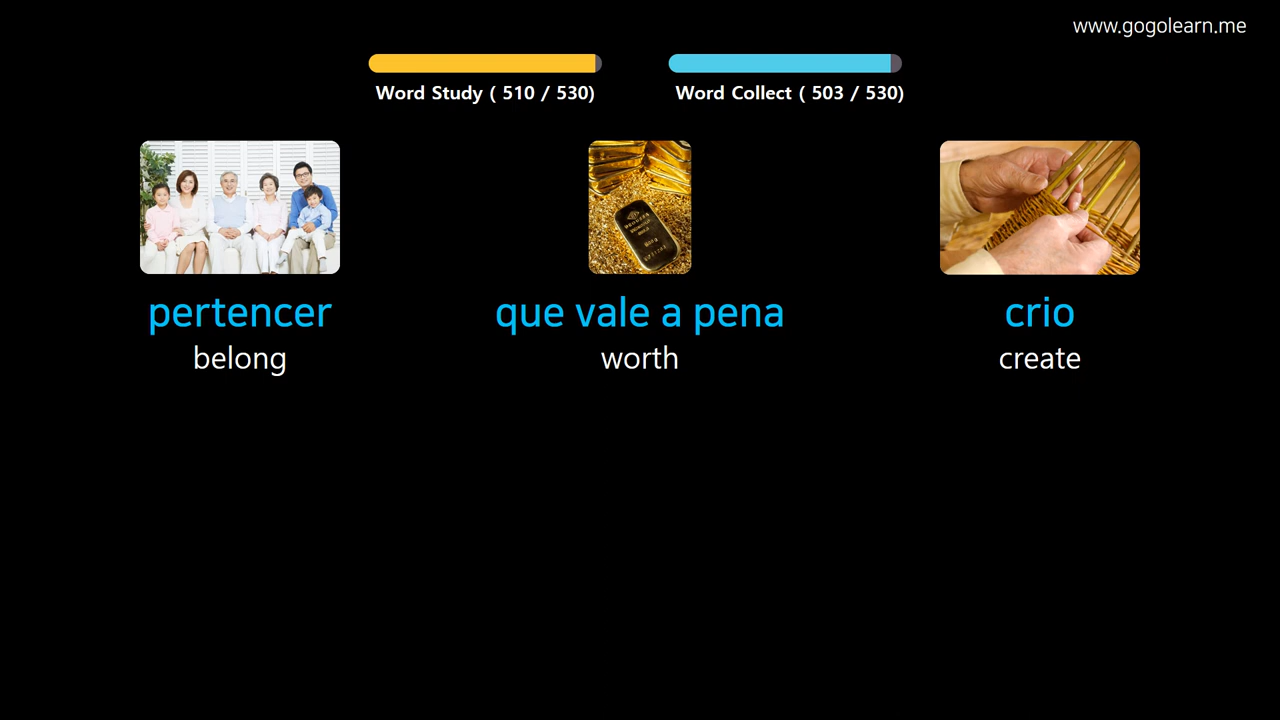 www.gogolearn.me
Word Study ( 510 / 530)
Word Collect ( 503 / 530)
pertencer
belong
que vale a pena
worth
crio
create